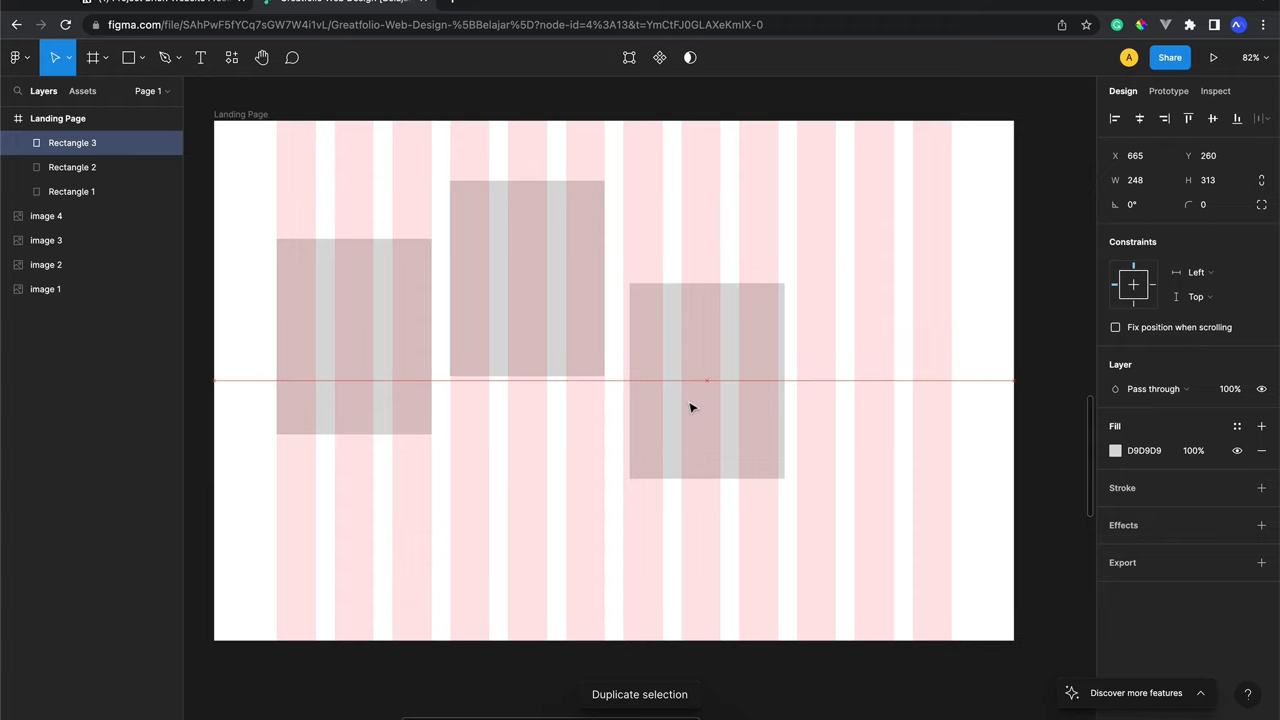 figma.com/file/SAhPwF5fYCq7sGW7W4i1vL/Greatfolio-Web-Design-%5BBelajar%5D?node-id=4%3A13&t=YmCtFJ0GLAXeKmIX-0
A
Share
82%
Layers
Assets
Page 1
Design
Prototype
Inspect
Landing Page
Rectangle 3
Rectangle 2
Rectangle 1
image 4
image 3
image 2
image 1
Landing Page
X 665 Y 260
W 248 H 313
0° 0
Constraints
Left
Top
Fix position when scrolling
Layer
Pass through 100%
Fill
D9D9D9 100%
Stroke
Effects
Export
Duplicate selection
Discover more features
?